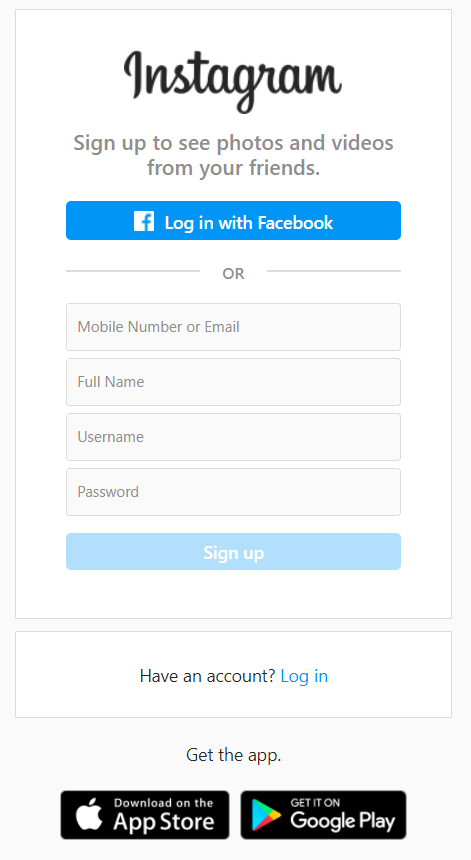 Instagram
Sign up to see photos and videos
from your friends.
Log in with Facebook
OR
Mobile Number or Email
Full Name
Username
Password
Sign up
Have an account? Log in
Get the app.
Download on the
App Store
GET IT ON
Google Play